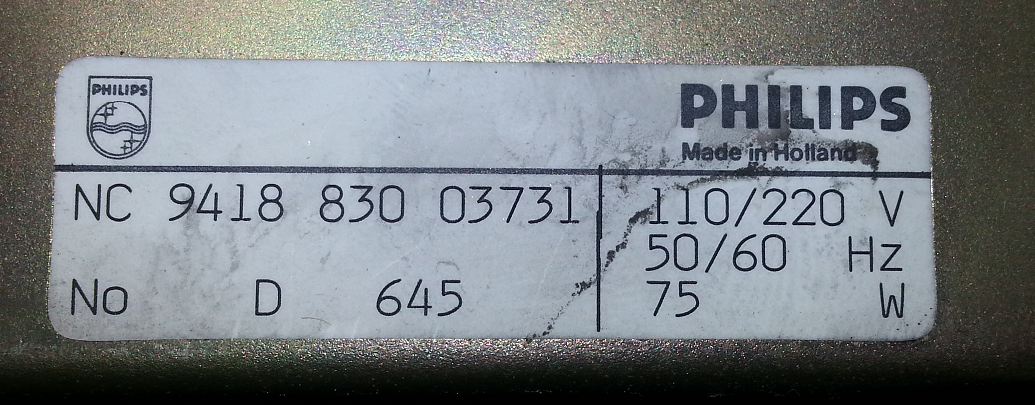 PHILIPS
PHILIPS
Made in Holland
NC 9418 830 03731
No D 645
110/220 V
50/60 Hz
75 W